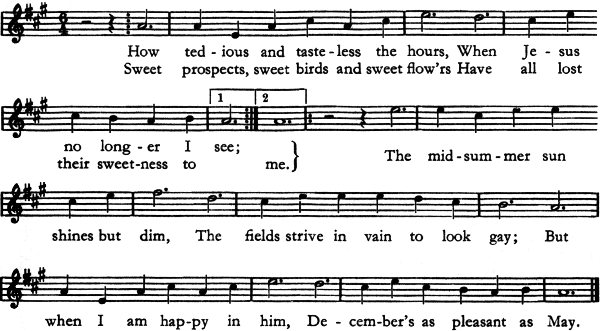 How ted - ious and taste - less the hours, When Je - sus
Sweet prospects, sweet birds and sweet flow'rs Have all lost
1 2
no long - er I see;
their sweet-ness to me.}
The mid - sum - mer sun
shines but dim, The fields strive in vain to look gay; But
when I am hap-py in him, De - cem-ber's as pleasant as May.